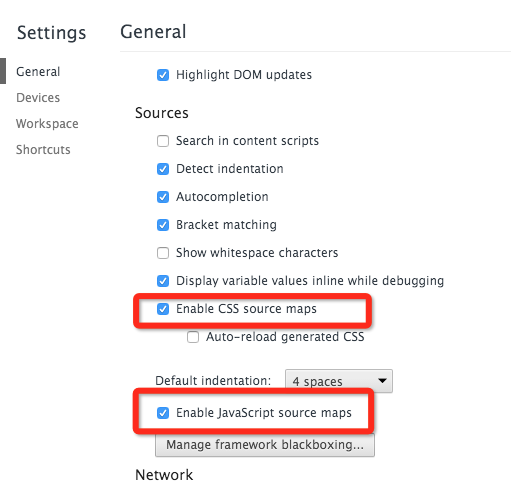 Settings
General
Devices
Workspace
Shortcuts
General
Highlight DOM updates
Sources
Search in content scripts
Detect indentation
Autocompletion
Bracket matching
Show whitespace characters
Display variable values inline while debugging
Enable CSS source maps
Auto-reload generated CSS
Default indentation: 4 spaces
Enable JavaScript source maps
Manage framework blackboxing...
Network